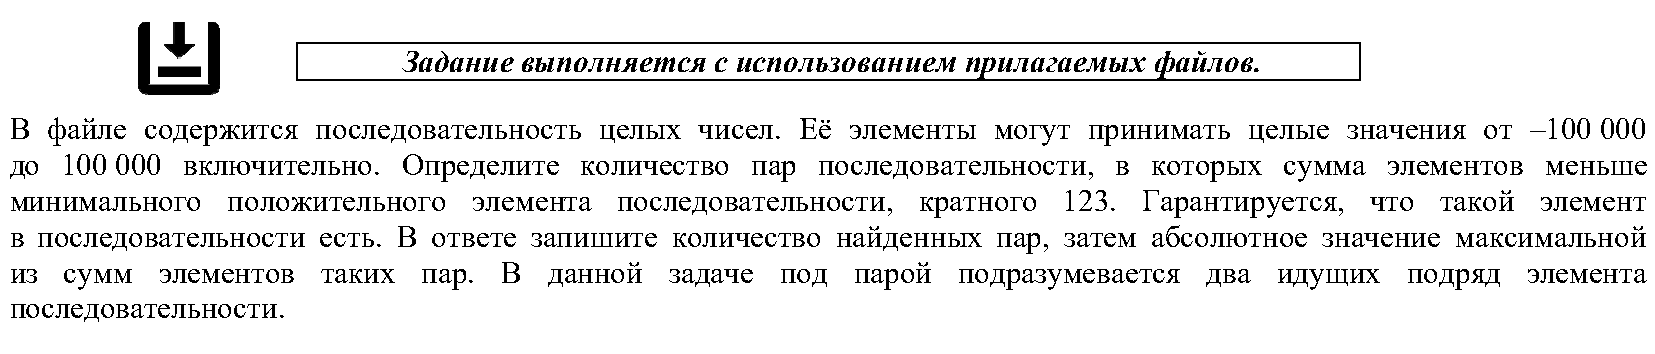 Задание выполняется с использованием прилагаемых файлов.
В файле содержится последовательность целых чисел. Её элементы могут принимать целые значения от –100 000
до 100 000 включительно. Определите количество пар последовательности, в которых сумма элементов меньше
минимального положительного элемента последовательности, кратного 123. Гарантируется, что такой элемент
в последовательности есть. В ответе запишите количество найденных пар, затем абсолютное значение максимальной
из сумм элементов таких пар. В данной задаче под парой подразумевается два идущих подряд элемента
последовательности.